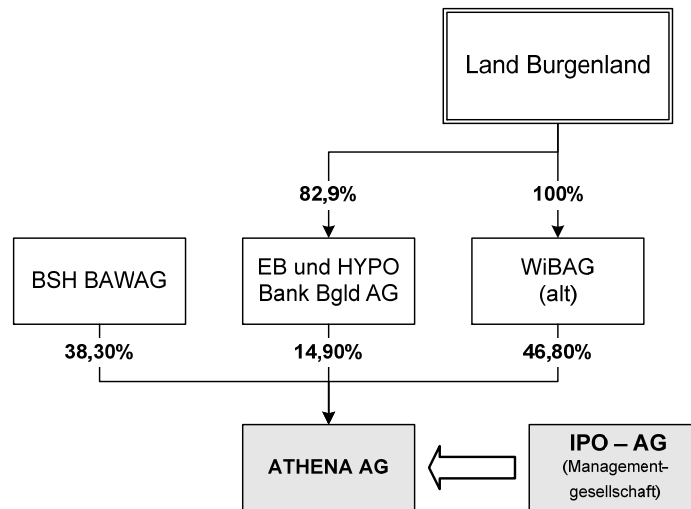 Land Burgenland
82,9%
100%
BSH BAWAG
EB und HYPO
Bank Bgld AG
WiBAG
(alt)
38,30%
14,90%
46,80%
ATHENA AG
IPO – AG
(Management-
gesellschaft)